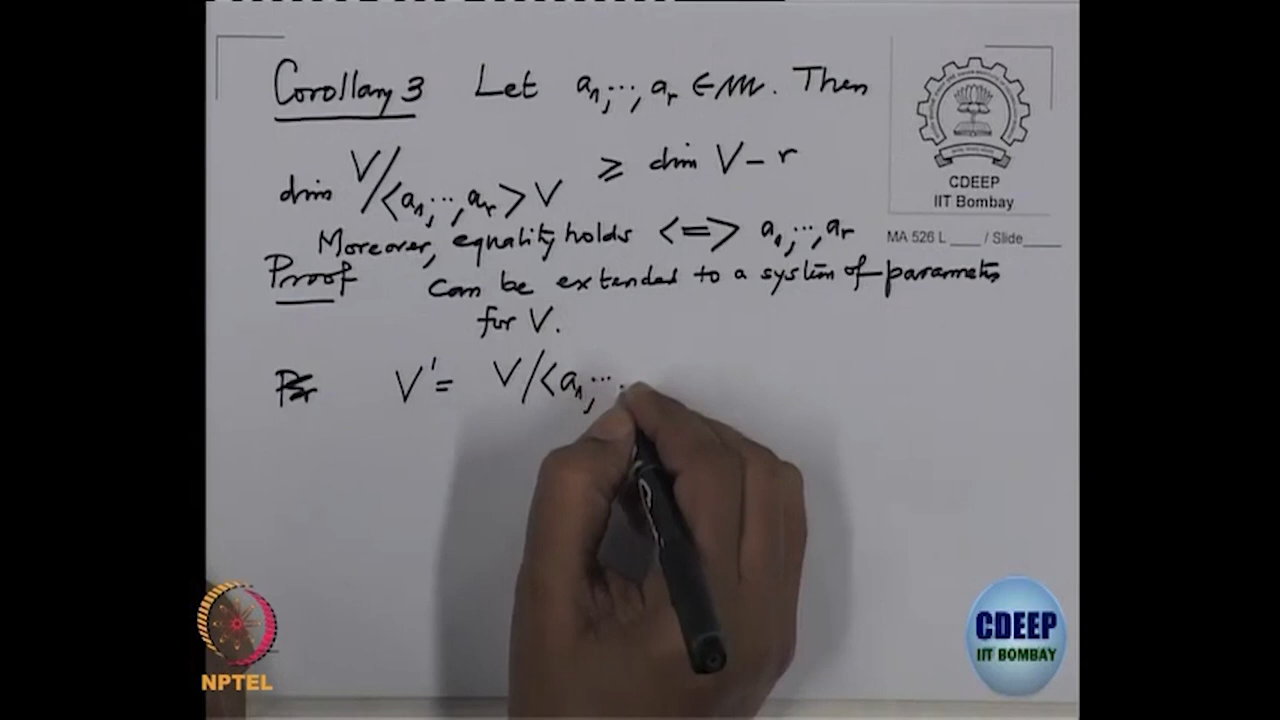 Corollary 3 Let a₁,⋯,aᵣ ∈ 𝔪. Then
dim V/<a₁,⋯,aᵣ>V ≥ dim V − r
Moreover, equality holds <=> a₁,⋯,aᵣ
Proof can be extended to a system of parameters
for V.
V' = V/<a₁,⋯
CDEEP
IIT Bombay
MA 526 L ____ / Slide____
NPTEL
CDEEP
IIT BOMBAY